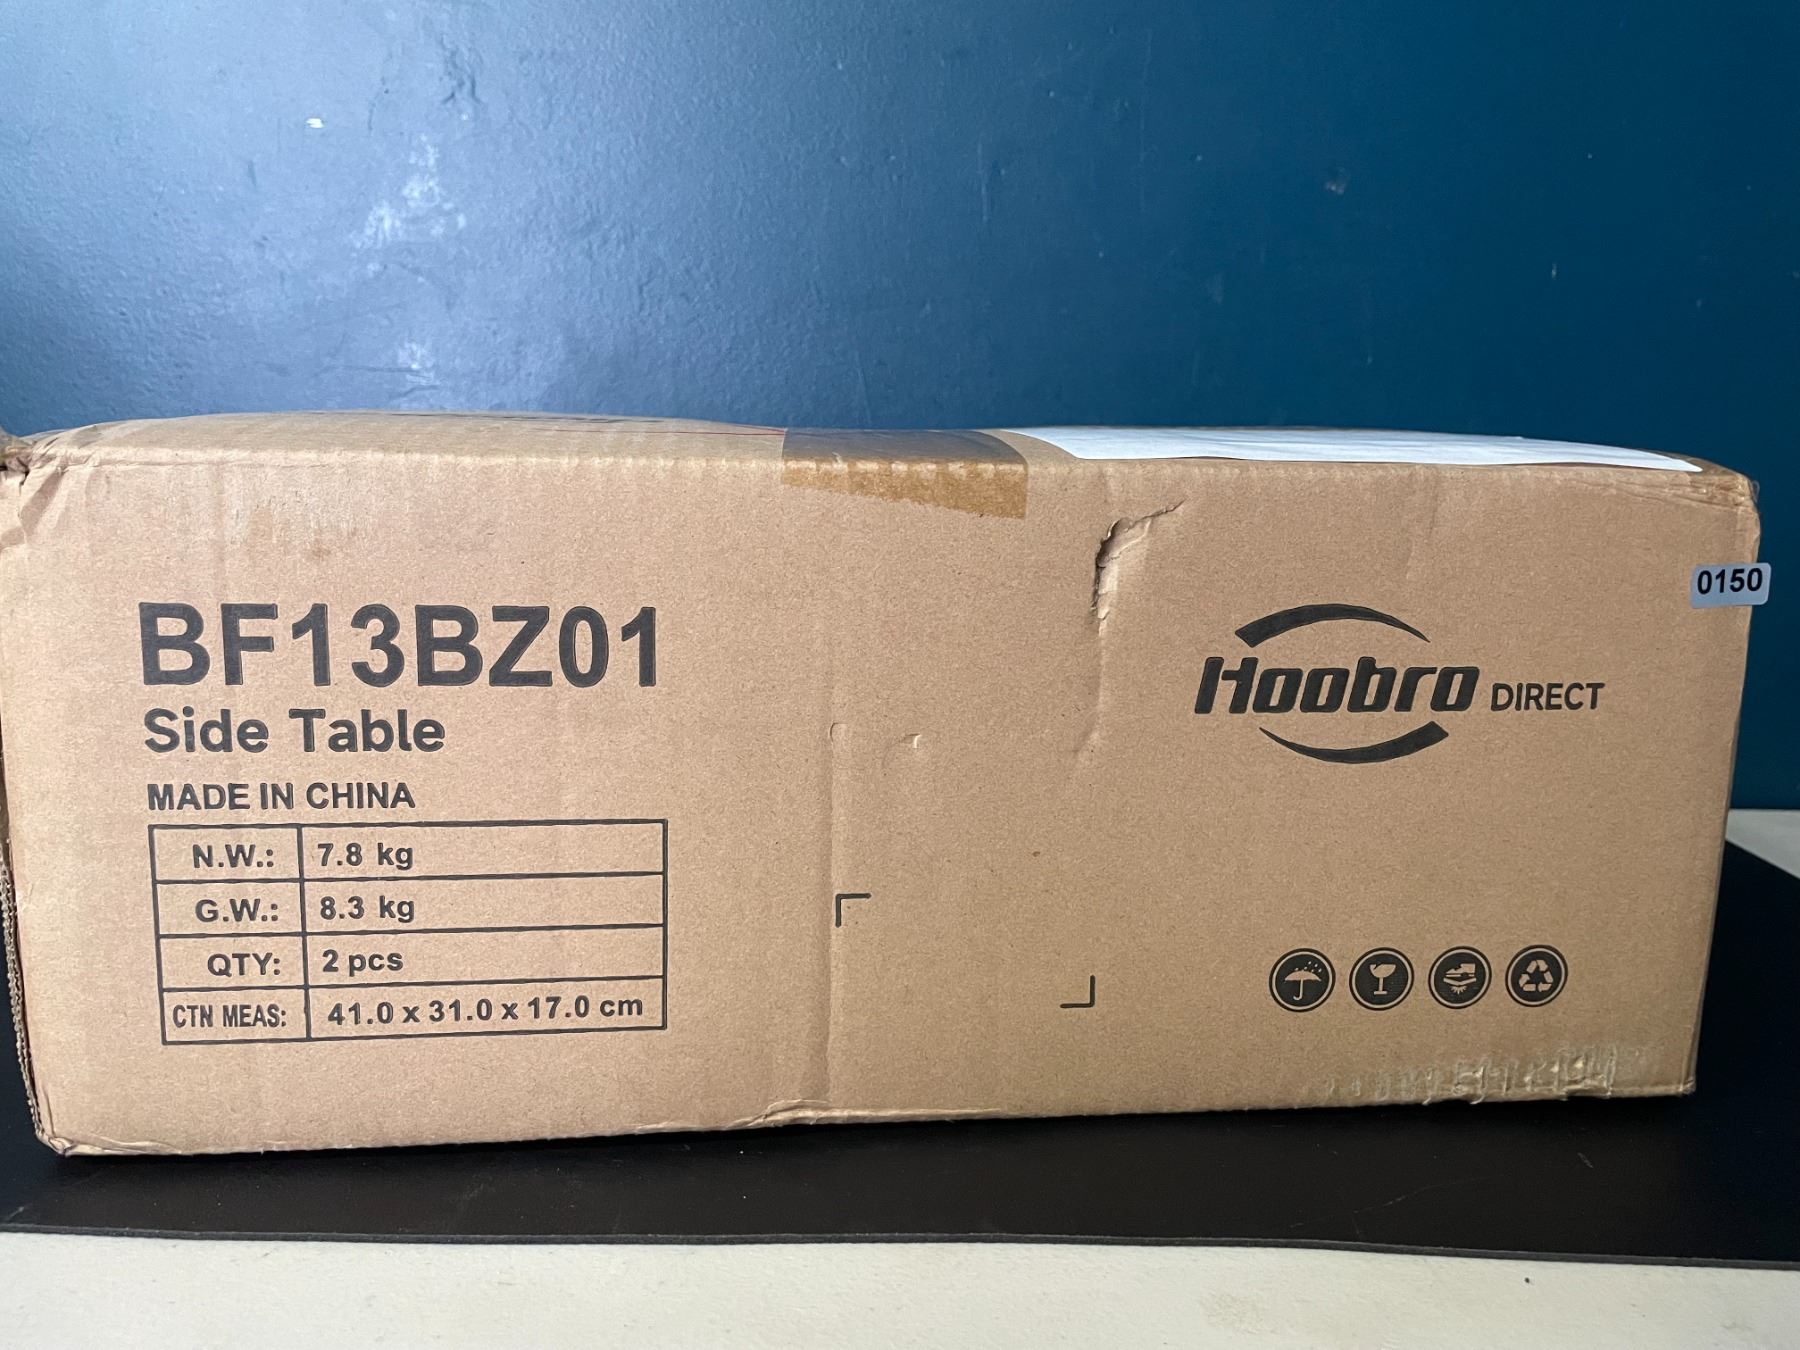 BF13BZ01
Side Table
MADE IN CHINA
N.W.: 7.8 kg
G.W.: 8.3 kg
QTY: 2 pcs
CTN MEAS: 41.0 x 31.0 x 17.0 cm
0150
Hoobro DIRECT